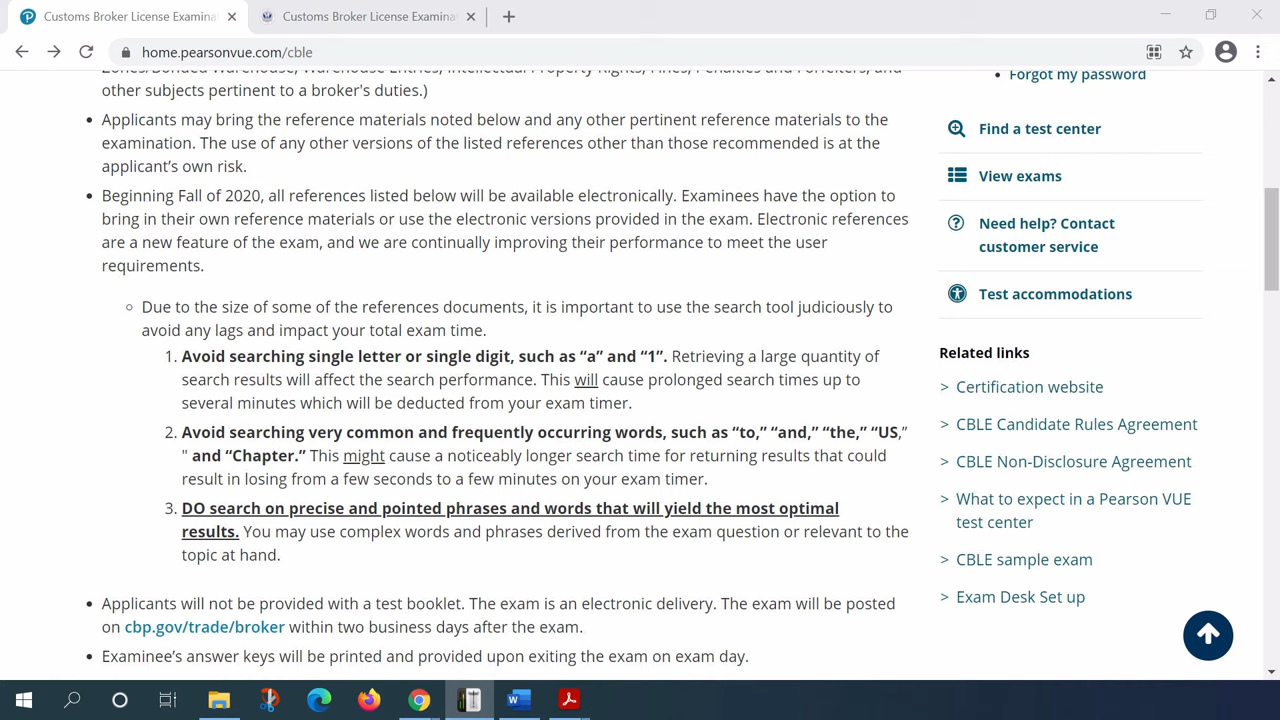 Customs Broker License Examina
Customs Broker License Examina
home.pearsonvue.com/cble
Zones/Bonded Warehouse, Warehouse Entries, Intellectual Property Rights, Fines, Penalties and Forfeitures, and
other subjects pertinent to a broker's duties.)
• Applicants may bring the reference materials noted below and any other pertinent reference materials to the
examination. The use of any other versions of the listed references other than those recommended is at the
applicant’s own risk.
• Beginning Fall of 2020, all references listed below will be available electronically. Examinees have the option to
bring in their own reference materials or use the electronic versions provided in the exam. Electronic references
are a new feature of the exam, and we are continually improving their performance to meet the user
requirements.
◦ Due to the size of some of the references documents, it is important to use the search tool judiciously to
avoid any lags and impact your total exam time.
1. Avoid searching single letter or single digit, such as “a” and “1”. Retrieving a large quantity of
search results will affect the search performance. This will cause prolonged search times up to
several minutes which will be deducted from your exam timer.
2. Avoid searching very common and frequently occurring words, such as “to,” “and,” “the,” “US,”
" and “Chapter.” This might cause a noticeably longer search time for returning results that could
result in losing from a few seconds to a few minutes on your exam timer.
3. DO search on precise and pointed phrases and words that will yield the most optimal
results. You may use complex words and phrases derived from the exam question or relevant to the
topic at hand.
• Applicants will not be provided with a test booklet. The exam is an electronic delivery. The exam will be posted
on cbp.gov/trade/broker within two business days after the exam.
• Examinee’s answer keys will be printed and provided upon exiting the exam on exam day.
• Forgot my password
Find a test center
View exams
Need help? Contact
customer service
Test accommodations
Related links
> Certification website
> CBLE Candidate Rules Agreement
> CBLE Non-Disclosure Agreement
> What to expect in a Pearson VUE
test center
> CBLE sample exam
> Exam Desk Set up